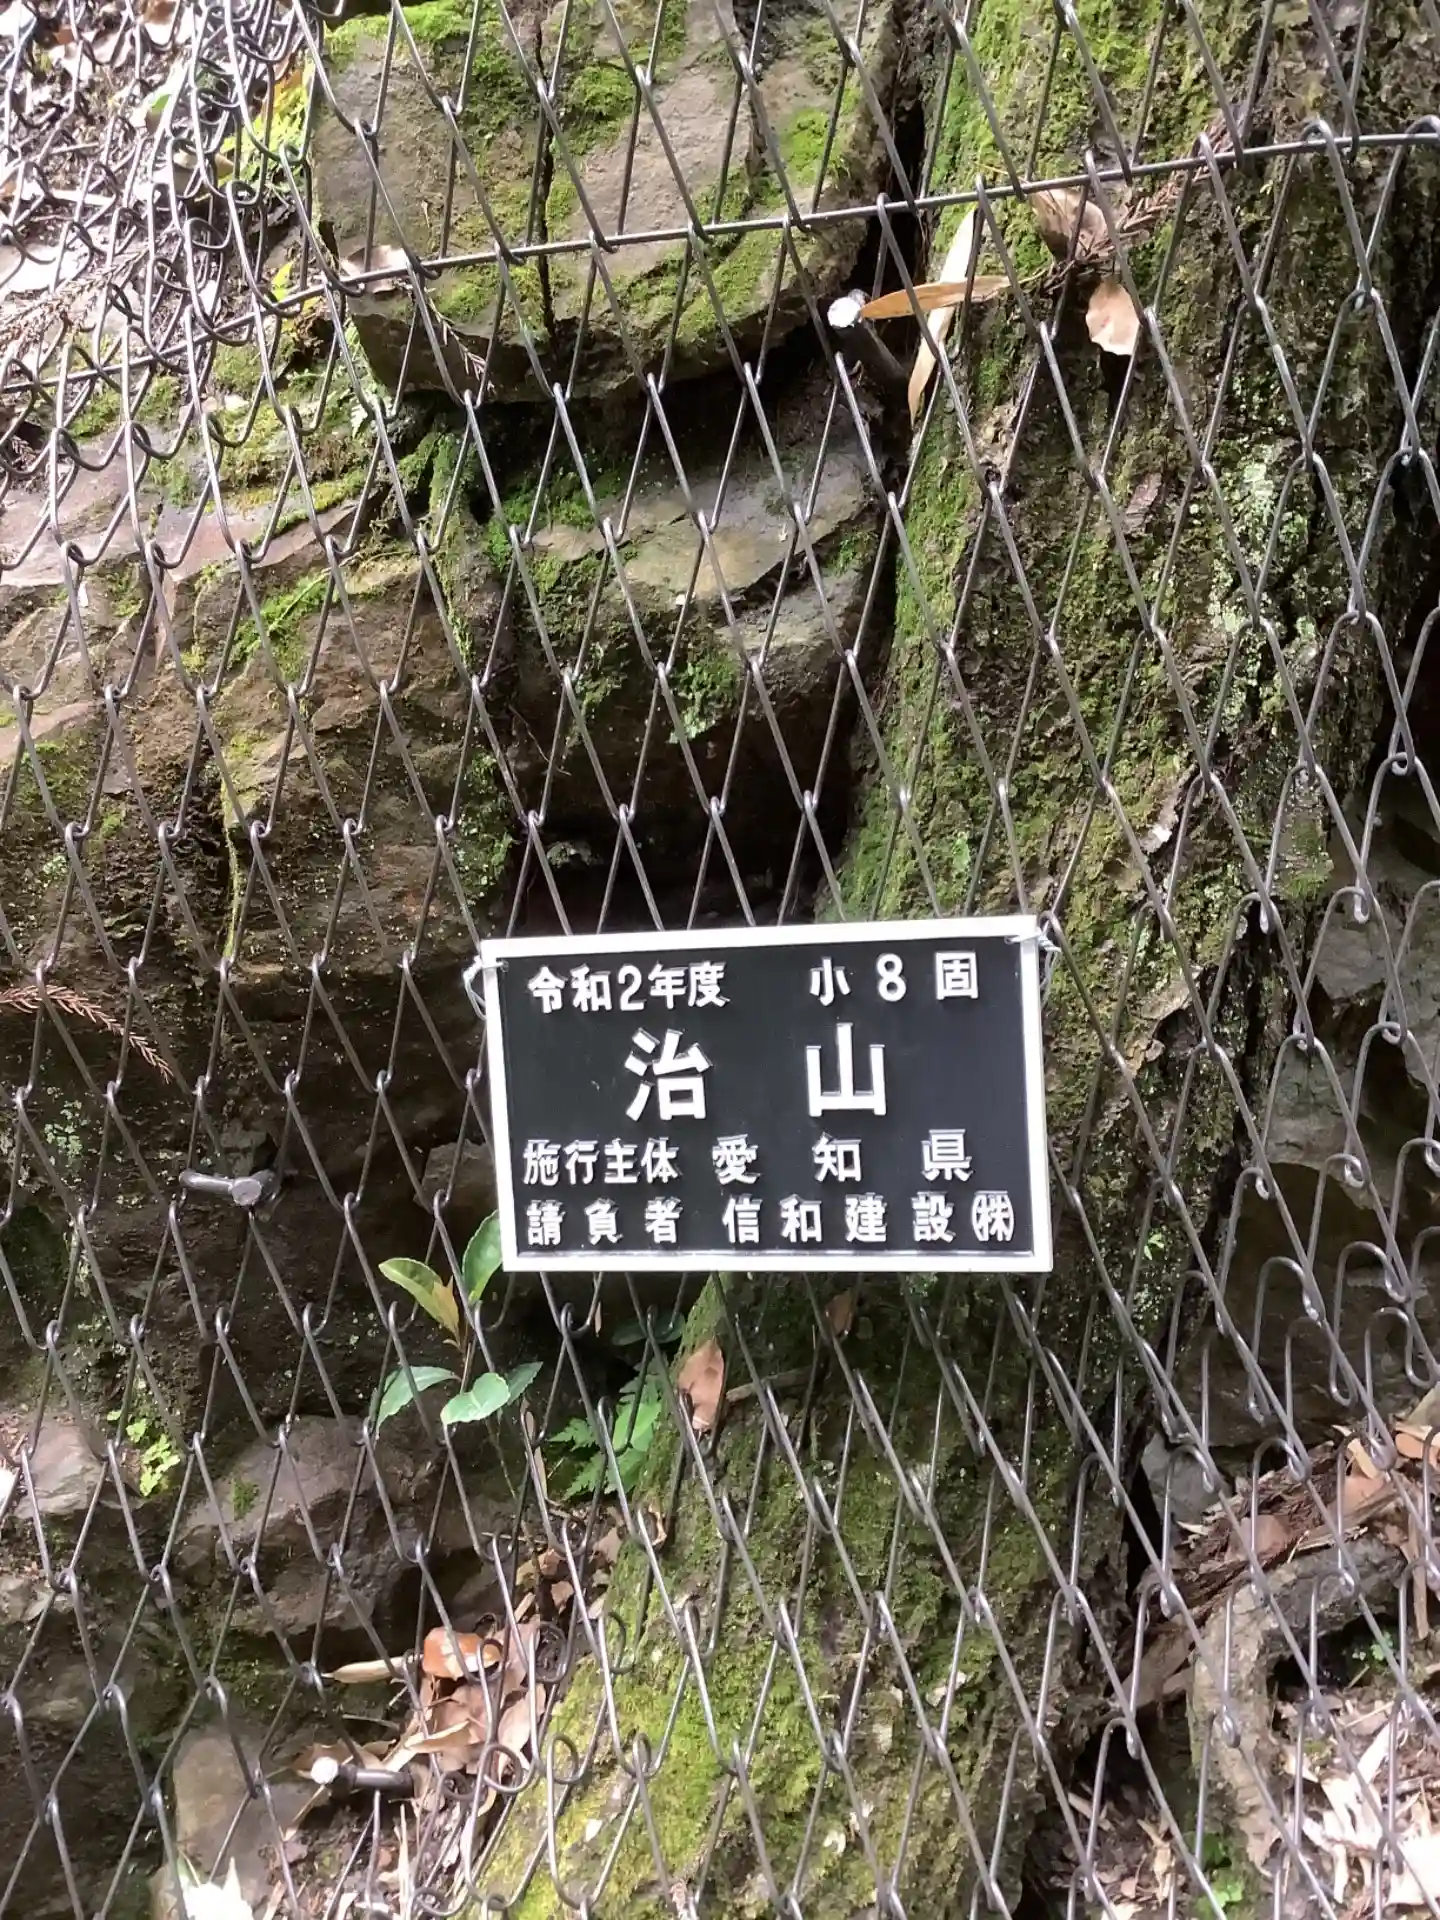 令和2年度 小8固
治山
施行主体 愛知県
請負者 信和建設㈱